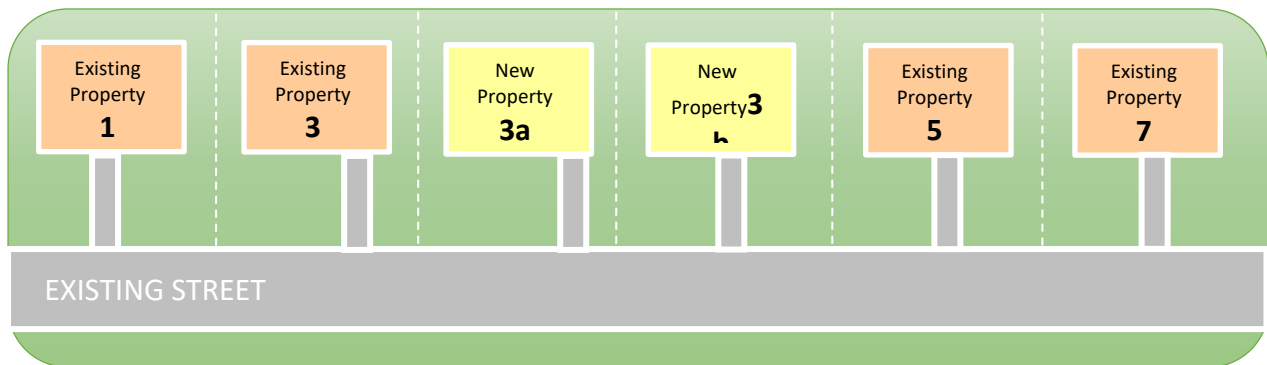 Existing
Property
1
Existing
Property
3
New
Property
3a
New
Property3
b
Existing
Property
5
Existing
Property
7
EXISTING STREET